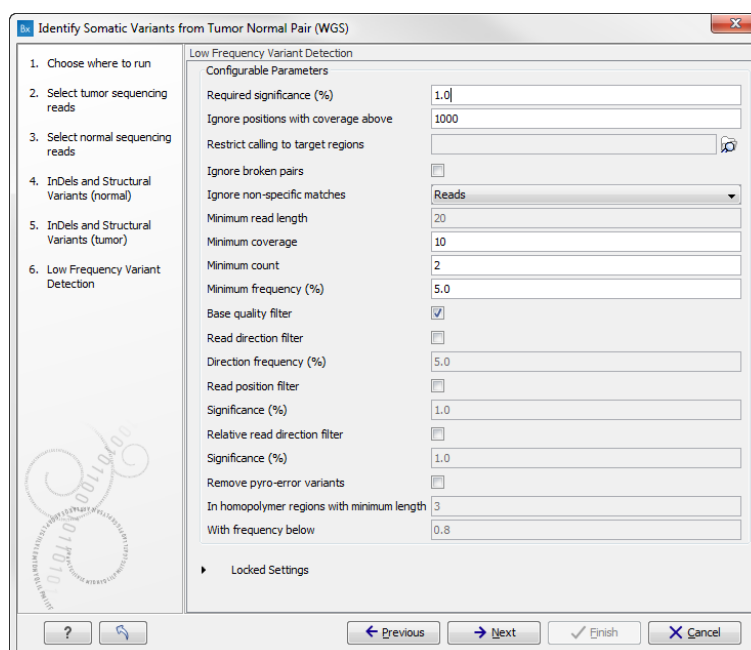 Bx Identify Somatic Variants from Tumor Normal Pair (WGS) X
1. Choose where to run
2. Select tumor sequencing
reads
3. Select normal sequencing
reads
4. InDels and Structural
Variants (normal)
5. InDels and Structural
Variants (tumor)
6. Low Frequency Variant
Detection
Low Frequency Variant Detection
Configurable Parameters
Required significance (%) 1.0
Ignore positions with coverage above 1000
Restrict calling to target regions
Ignore broken pairs
Ignore non-specific matches Reads
Minimum read length 20
Minimum coverage 10
Minimum count 2
Minimum frequency (%) 5.0
Base quality filter
Read direction filter
Direction frequency (%) 5.0
Read position filter
Significance (%) 1.0
Relative read direction filter
Significance (%) 1.0
Remove pyro-error variants
In homopolymer regions with minimum length 3
With frequency below 0.8
Locked Settings
? Previous Next Finish Cancel